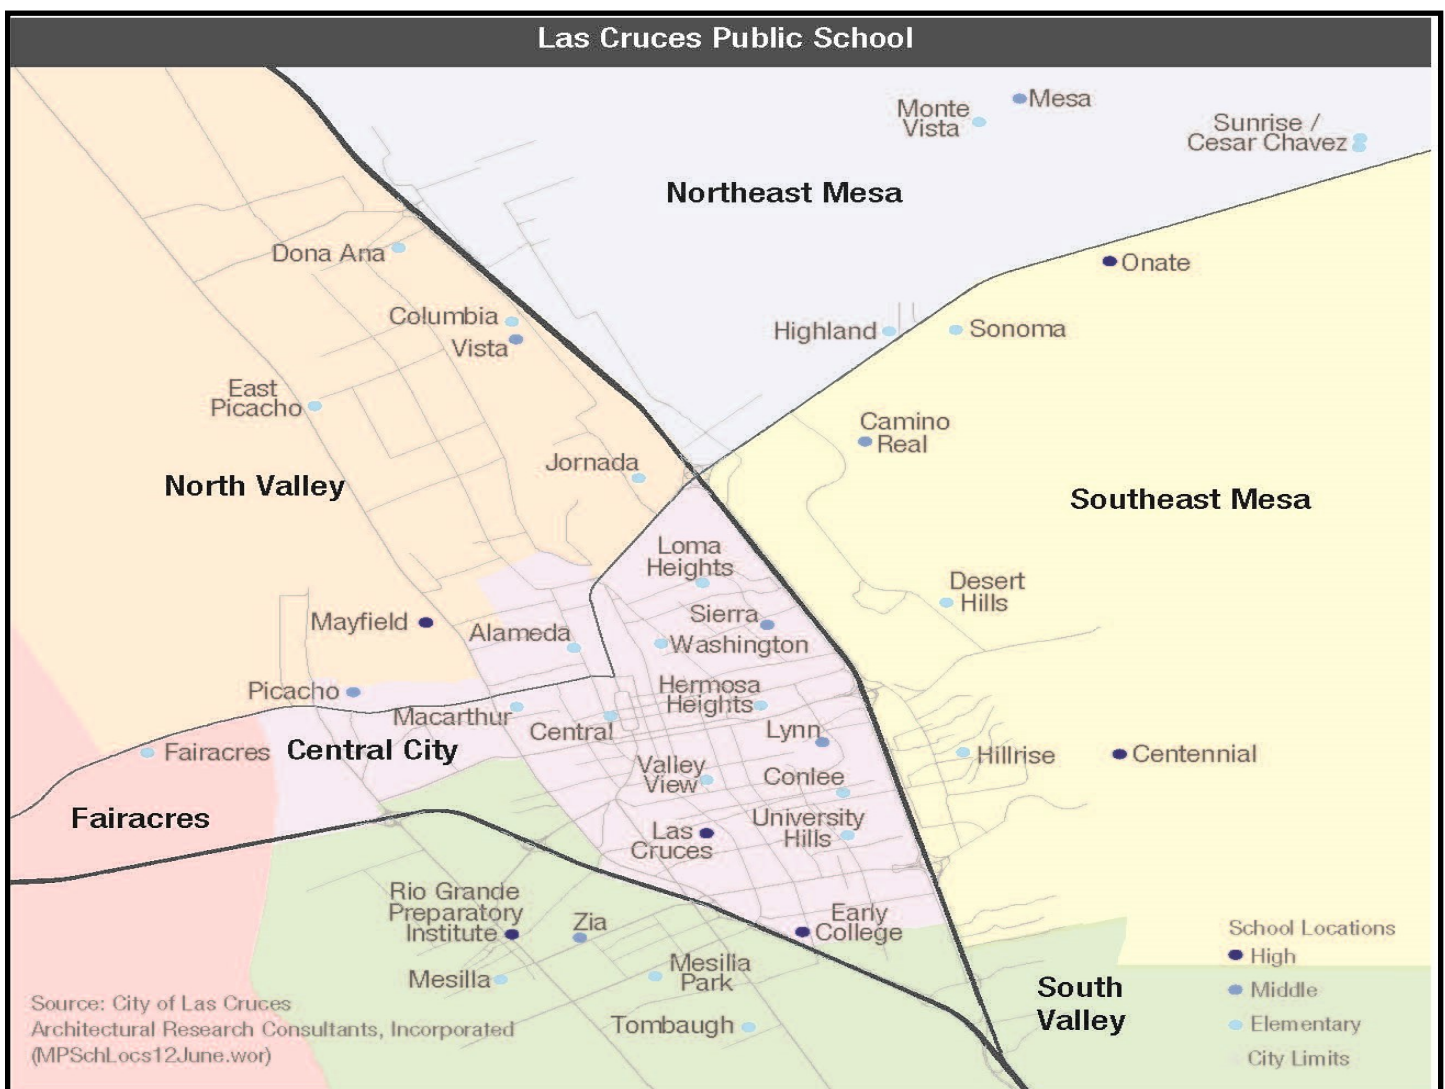 Las Cruces Public School
Mesa
Monte
Vista
Sunrise /
Cesar Chavez
Northeast Mesa
Dona Ana
Onate
Columbia
Vista
Highland
Sonoma
East
Picacho
Camino
Real
Jornada
North Valley
Southeast Mesa
Loma
Heights
Desert
Hills
Mayfield
Alameda
Sierra
Washington
Picacho
Macarthur
Hermosa
Heights
Central
Lynn
Fairacres
Central City
Valley
View
Conlee
Hillrise
Centennial
Fairacres
Las
Cruces
University
Hills
Rio Grande
Preparatory
Institute
Zia
Early
College
Mesilla
Mesilla
Park
Tombaugh
South
Valley
School Locations
High
Middle
Elementary
City Limits
Source: City of Las Cruces
Architectural Research Consultants, Incorporated
(MPSchLocs12June.wor)